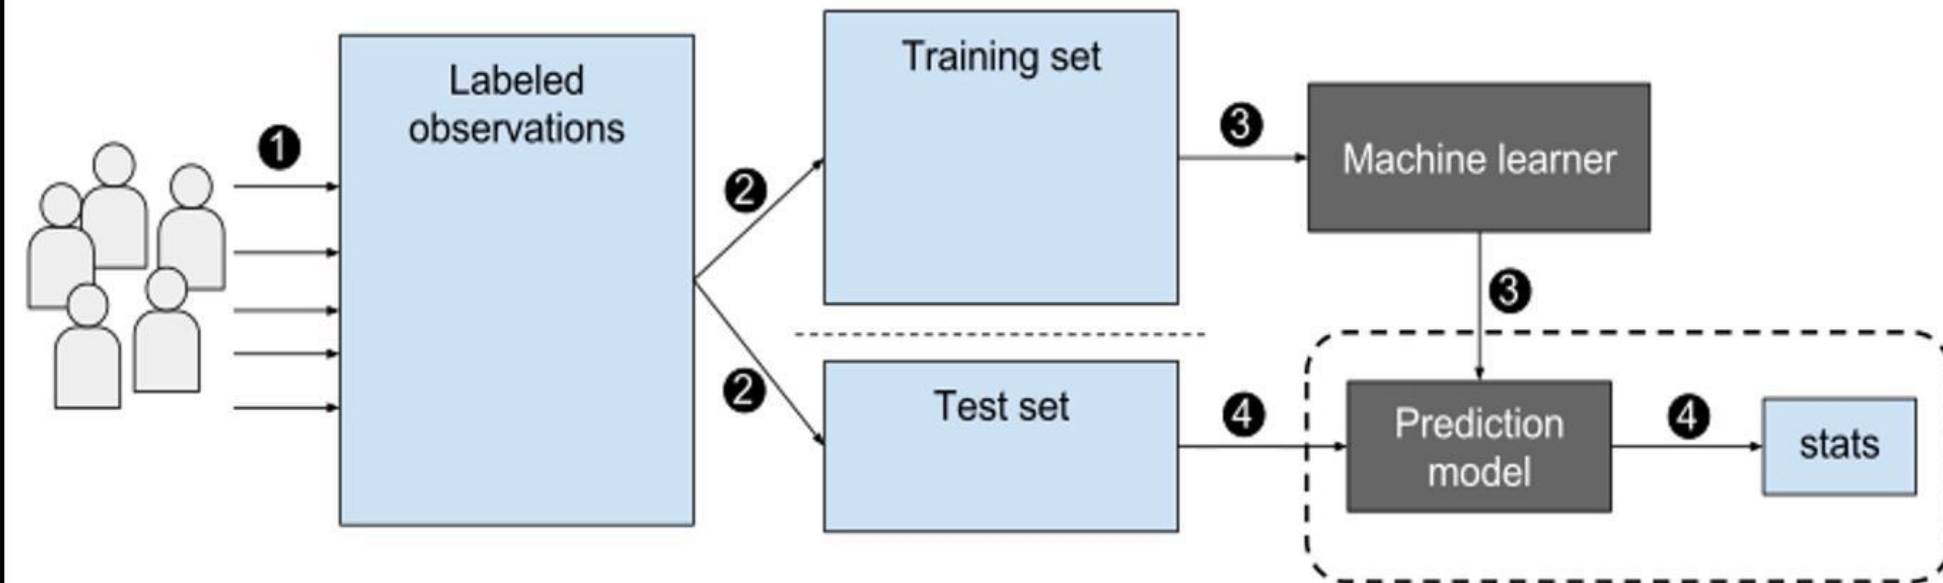 1
Labeled
observations
2
2
Training set
Test set
3
Machine learner
3
4
Prediction
model
4
stats